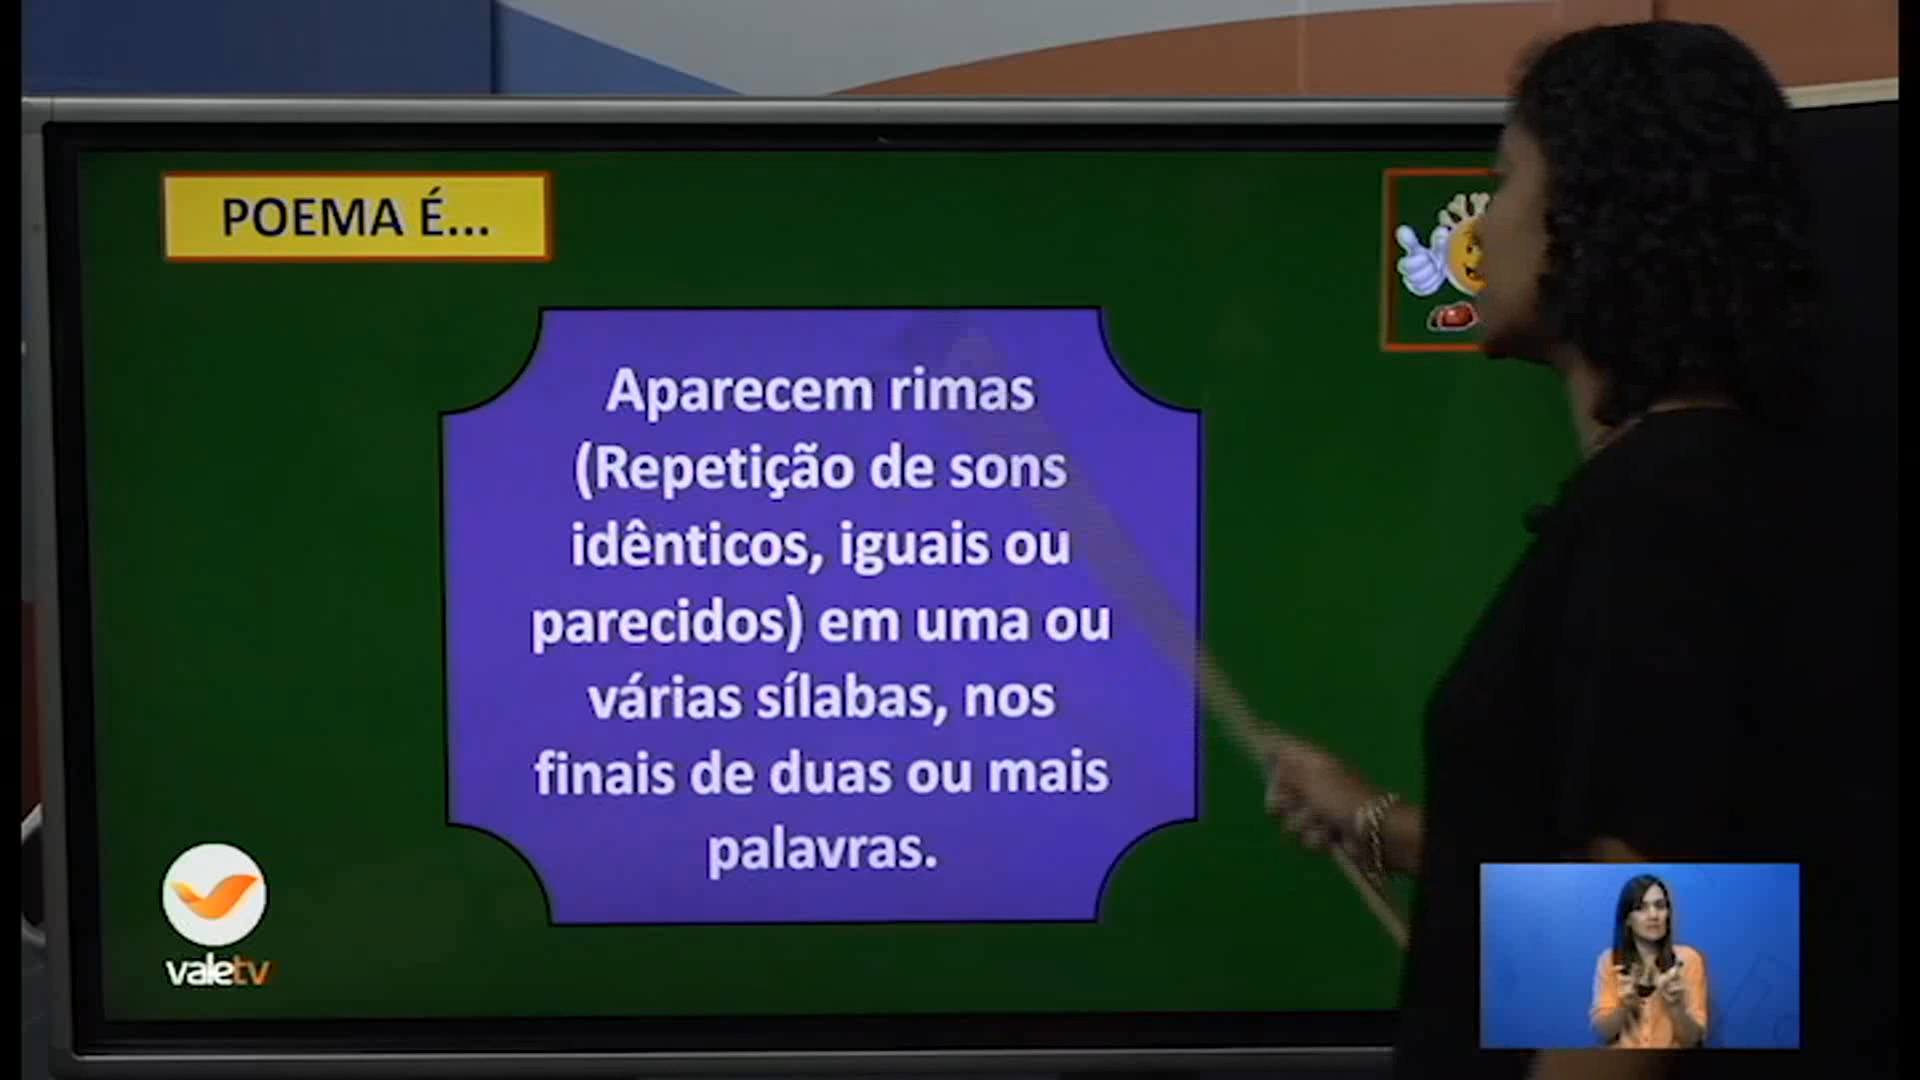 POEMA É...
Aparecem rimas
(Repetição de sons
idênticos, iguais ou
parecidos) em uma ou
várias sílabas, nos
finais de duas ou mais
palavras.
valetv